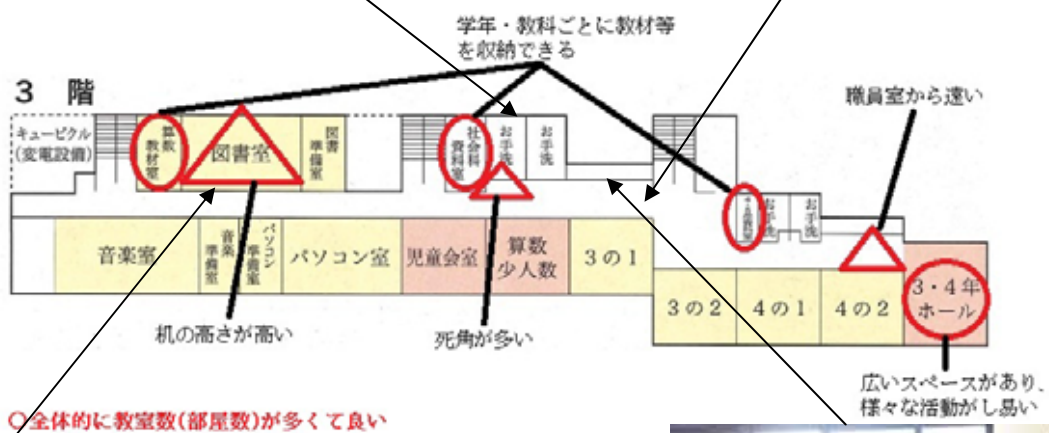 学年・教科ごとに教材等
を収納できる
3 階
職員室から遠い
キュービクル
(変電設備)
算数
教材室
図書室
図書
準備室
社会科
資料室
お手洗
お手洗
お手洗
お手洗
音楽室
音楽
準備室
パソコン
準備室
パソコン室
児童会室
算数
少人数
3の1
3の2
4の1
4の2
3・4年
ホール
机の高さが高い
死角が多い
広いスペースがあり、
様々な活動がし易い
○全体的に教室数(部屋数)が多くて良い